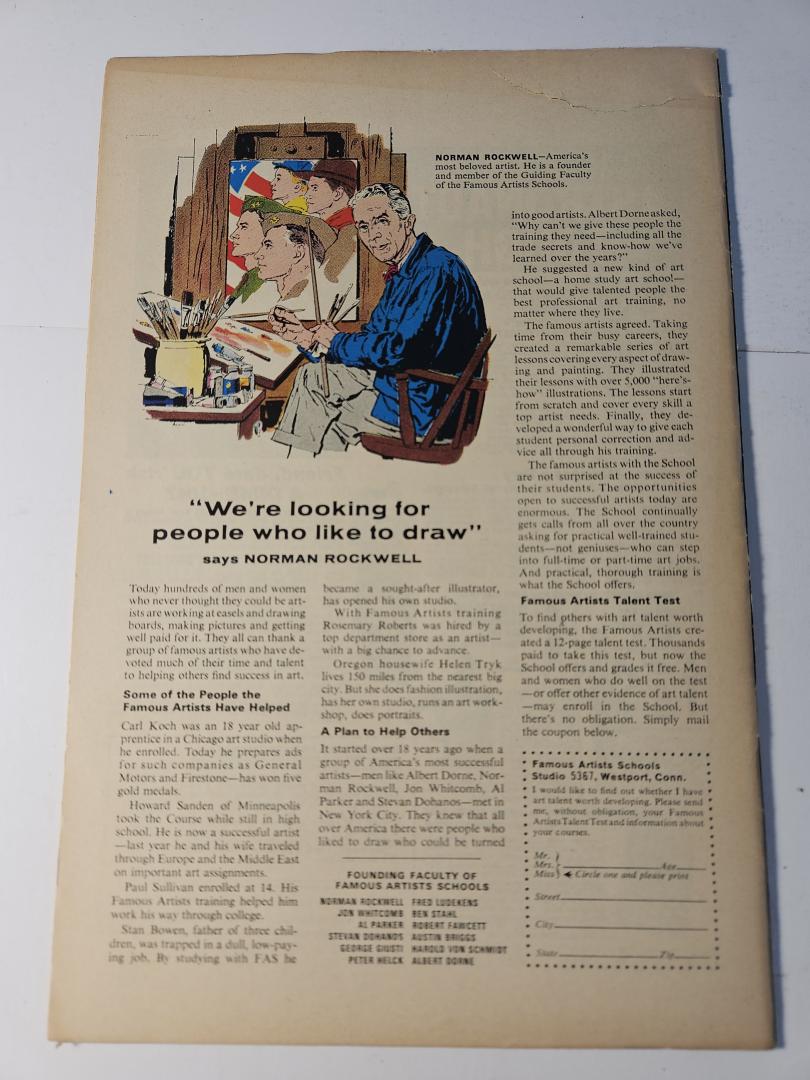 NORMAN ROCKWELL—America's
most beloved artist. He is a founder
and member of the Guiding Faculty
of the Famous Artists Schools.
"We're looking for
people who like to draw"
says NORMAN ROCKWELL
Today hundreds of men and women
who never thought they could be art-
ists are working at easels and drawing
boards, making pictures and getting
well paid for it. They all can thank a
group of famous artists who have de-
voted much of their time and talent
to helping others find success in art.
Some of the People the
Famous Artists Have Helped
Carl Koch was an 18 year old ap-
prentice in a Chicago art studio when
he enrolled. Today he prepares ads
for such companies as General
Motors and Firestone—has won five
gold medals.
Howard Sanden of Minneapolis
took the Course while still in high
school. He is now a successful artist
—last year he and his wife traveled
through Europe and the Middle East
on important art assignments.
Paul Sullivan enrolled at 14. His
Famous Artists training helped him
work his way through college.
Stan Bowen, father of three chil-
dren, was trapped in a dull, low-pay-
ing job. By studying with FAS he
became a sought-after illustrator,
has opened his own studio.
With Famous Artists training
Rosemary Roberts was hired by a
top department store as an artist—
with a big chance to advance.
Oregon housewife Helen Tryk
lives 150 miles from the nearest big
city. But she does fashion illustration,
has her own studio, runs an art work-
shop, does portraits.
A Plan to Help Others
It started over 18 years ago when a
group of America's most successful
artists—men like Albert Dorne, Nor-
man Rockwell, Jon Whitcomb, Al
Parker and Stevan Dohanos—met in
New York City. They knew that all
over America there were people who
liked to draw who could be turned
FOUNDING FACULTY OF
FAMOUS ARTISTS SCHOOLS
NORMAN ROCKWELL FRED LUDEKENS
JON WHITCOMB BEN STAHL
AL PARKER ROBERT FAWCETT
STEVAN DOHANOS AUSTIN BRIGGS
GEORGE GIUSTI HAROLD VON SCHMIDT
PETER HELCK ALBERT DORNE
into good artists. Albert Dorne asked,
"Why can't we give these people the
training they need—including all the
trade secrets and know-how we've
learned over the years?"
He suggested a new kind of art
school—a home study art school—
that would give talented people the
best professional art training, no
matter where they live.
The famous artists agreed. Taking
time from their busy careers, they
created a remarkable series of art
lessons covering every aspect of draw-
ing and painting. They illustrated
their lessons with over 5,000 "here's-
how" illustrations. The lessons start
from scratch and cover every skill a
top artist needs. Finally, they de-
veloped a wonderful way to give each
student personal correction and ad-
vice all through his training.
The famous artists with the School
are not surprised at the success of
their students. The opportunities
open to successful artists today are
enormous. The School continually
gets calls from all over the country
asking for practical well-trained stu-
dents—not geniuses—who can step
into full-time or part-time art jobs.
And practical, thorough training is
what the School offers.
Famous Artists Talent Test
To find others with art talent worth
developing, the Famous Artists cre-
ated a 12-page talent test. Thousands
paid to take this test, but now the
School offers and grades it free. Men
and women who do well on the test
—or offer other evidence of art talent
—may enroll in the School. But
there's no obligation. Simply mail
the coupon below.
Famous Artists Schools
Studio 5367, Westport, Conn.
I would like to find out whether I have
art talent worth developing. Please send
me, without obligation, your Famous
Artists Talent Test and information about
your courses.
Mr.
Mrs. Age
Miss Circle one and please print
Street
City
State Zip